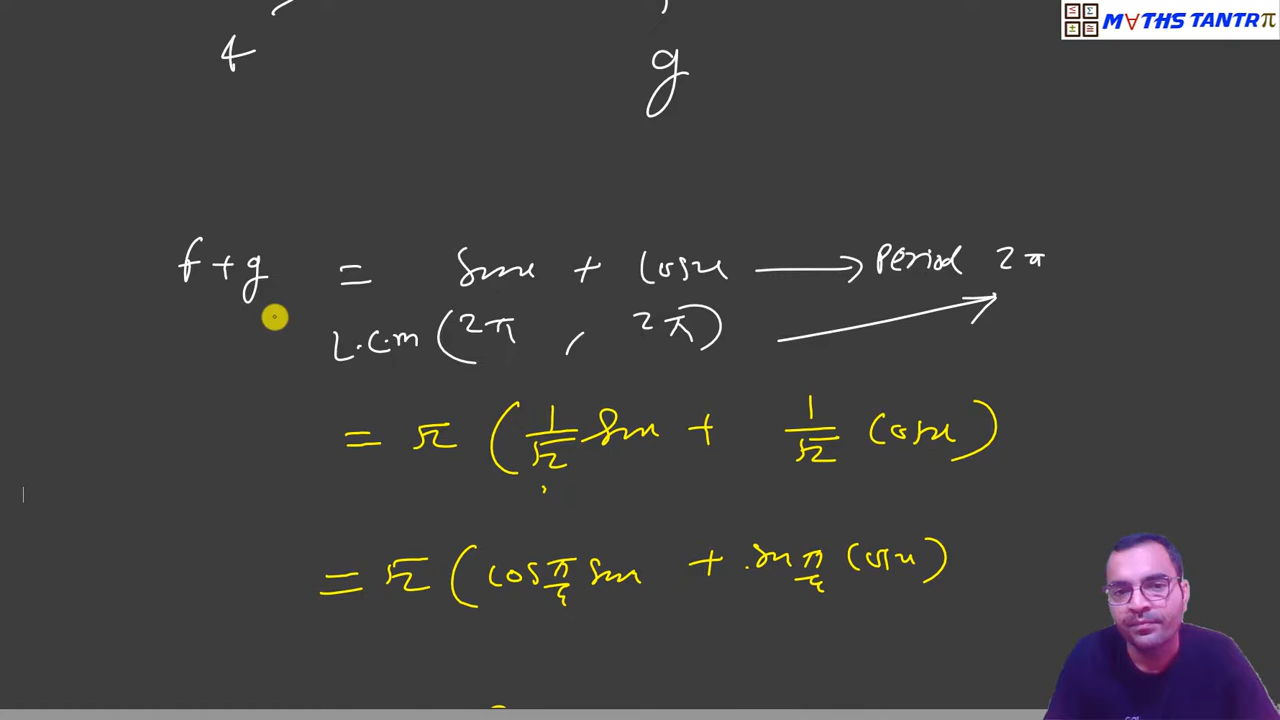 MATHS TANTRπ
f g
f+g = sinx + cosx → Period 2π
L.C.M (2π , 2π)
= √2 (1/√2 sinx + 1/√2 cosx)
= √2 (cos π/4 sinx + sin π/4 cosx)